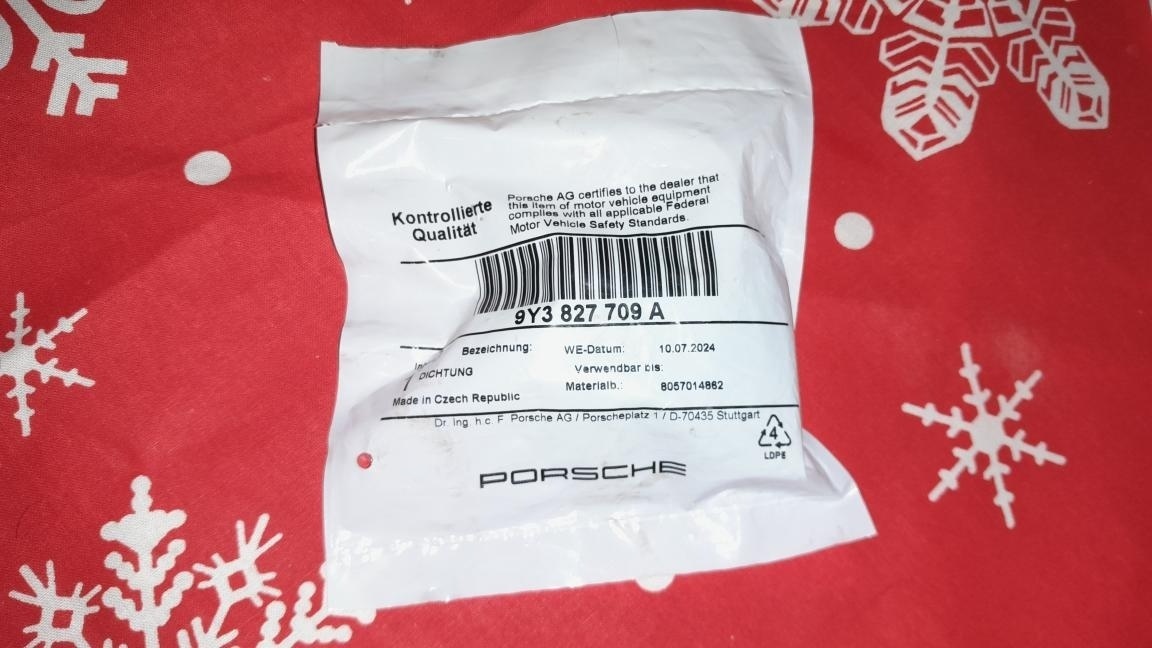 Kontrollierte
Qualität
Porsche AG certifies to the dealer that
this item of motor vehicle equipment
complies with all applicable Federal
Motor Vehicle Safety Standards.
9Y3 827 709 A
Bezeichnung:
DICHTUNG
Made in Czech Republic
WE-Datum: 10.07.2024
Verwendbar bis:
Materialb.: 8057014862
Dr. Ing. h.c. F Porsche AG / Porscheplatz 1 / D-70435 Stuttgart
4
LDPE
PORSCHE